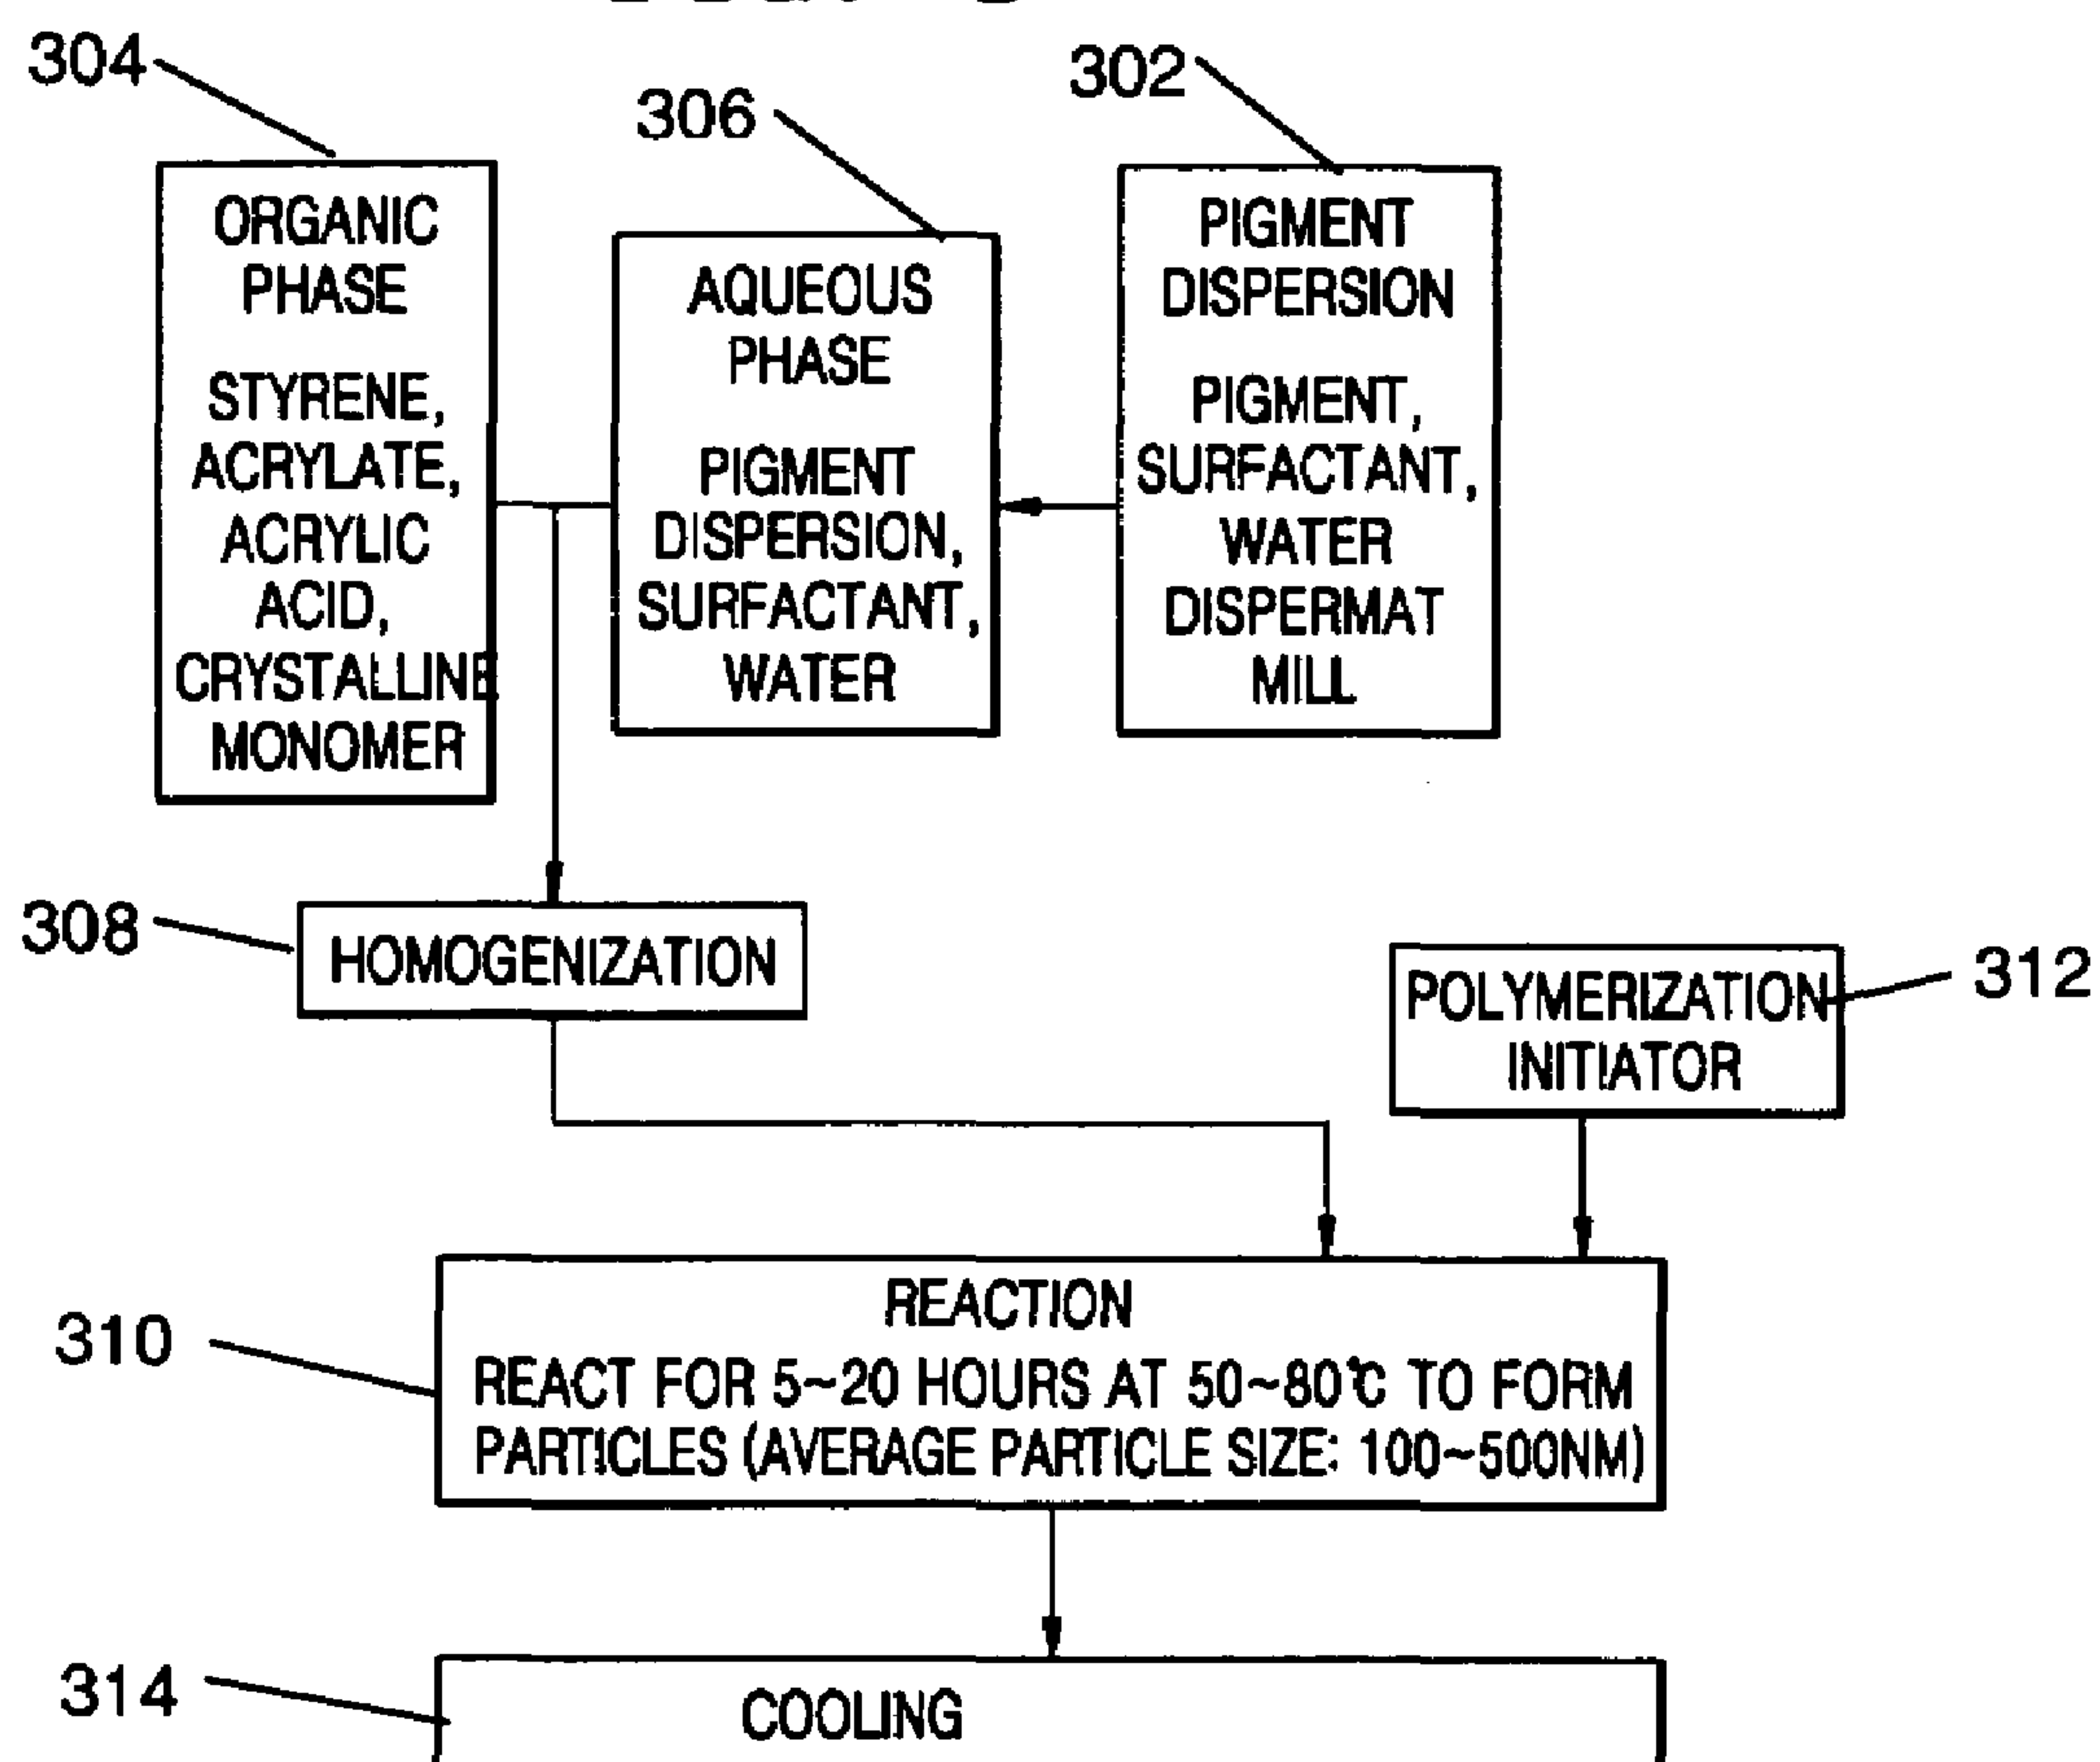 304
306
302
ORGANIC
PHASE
STYRENE,
ACRYLATE,
ACRYLIC
ACID,
CRYSTALLINE
MONOMER
AQUEOUS
PHASE
PIGMENT
DISPERSION,
SURFACTANT,
WATER
PIGMENT
DISPERSION
PIGMENT,
SURFACTANT,
WATER
DISPERMAT
MILL
308
HOMOGENIZATION
POLYMERIZATION
INITIATOR
312
310
REACTION
REACT FOR 5~20 HOURS AT 50~80℃ TO FORM
PARTICLES (AVERAGE PARTICLE SIZE: 100~500NM)
314
COOLING